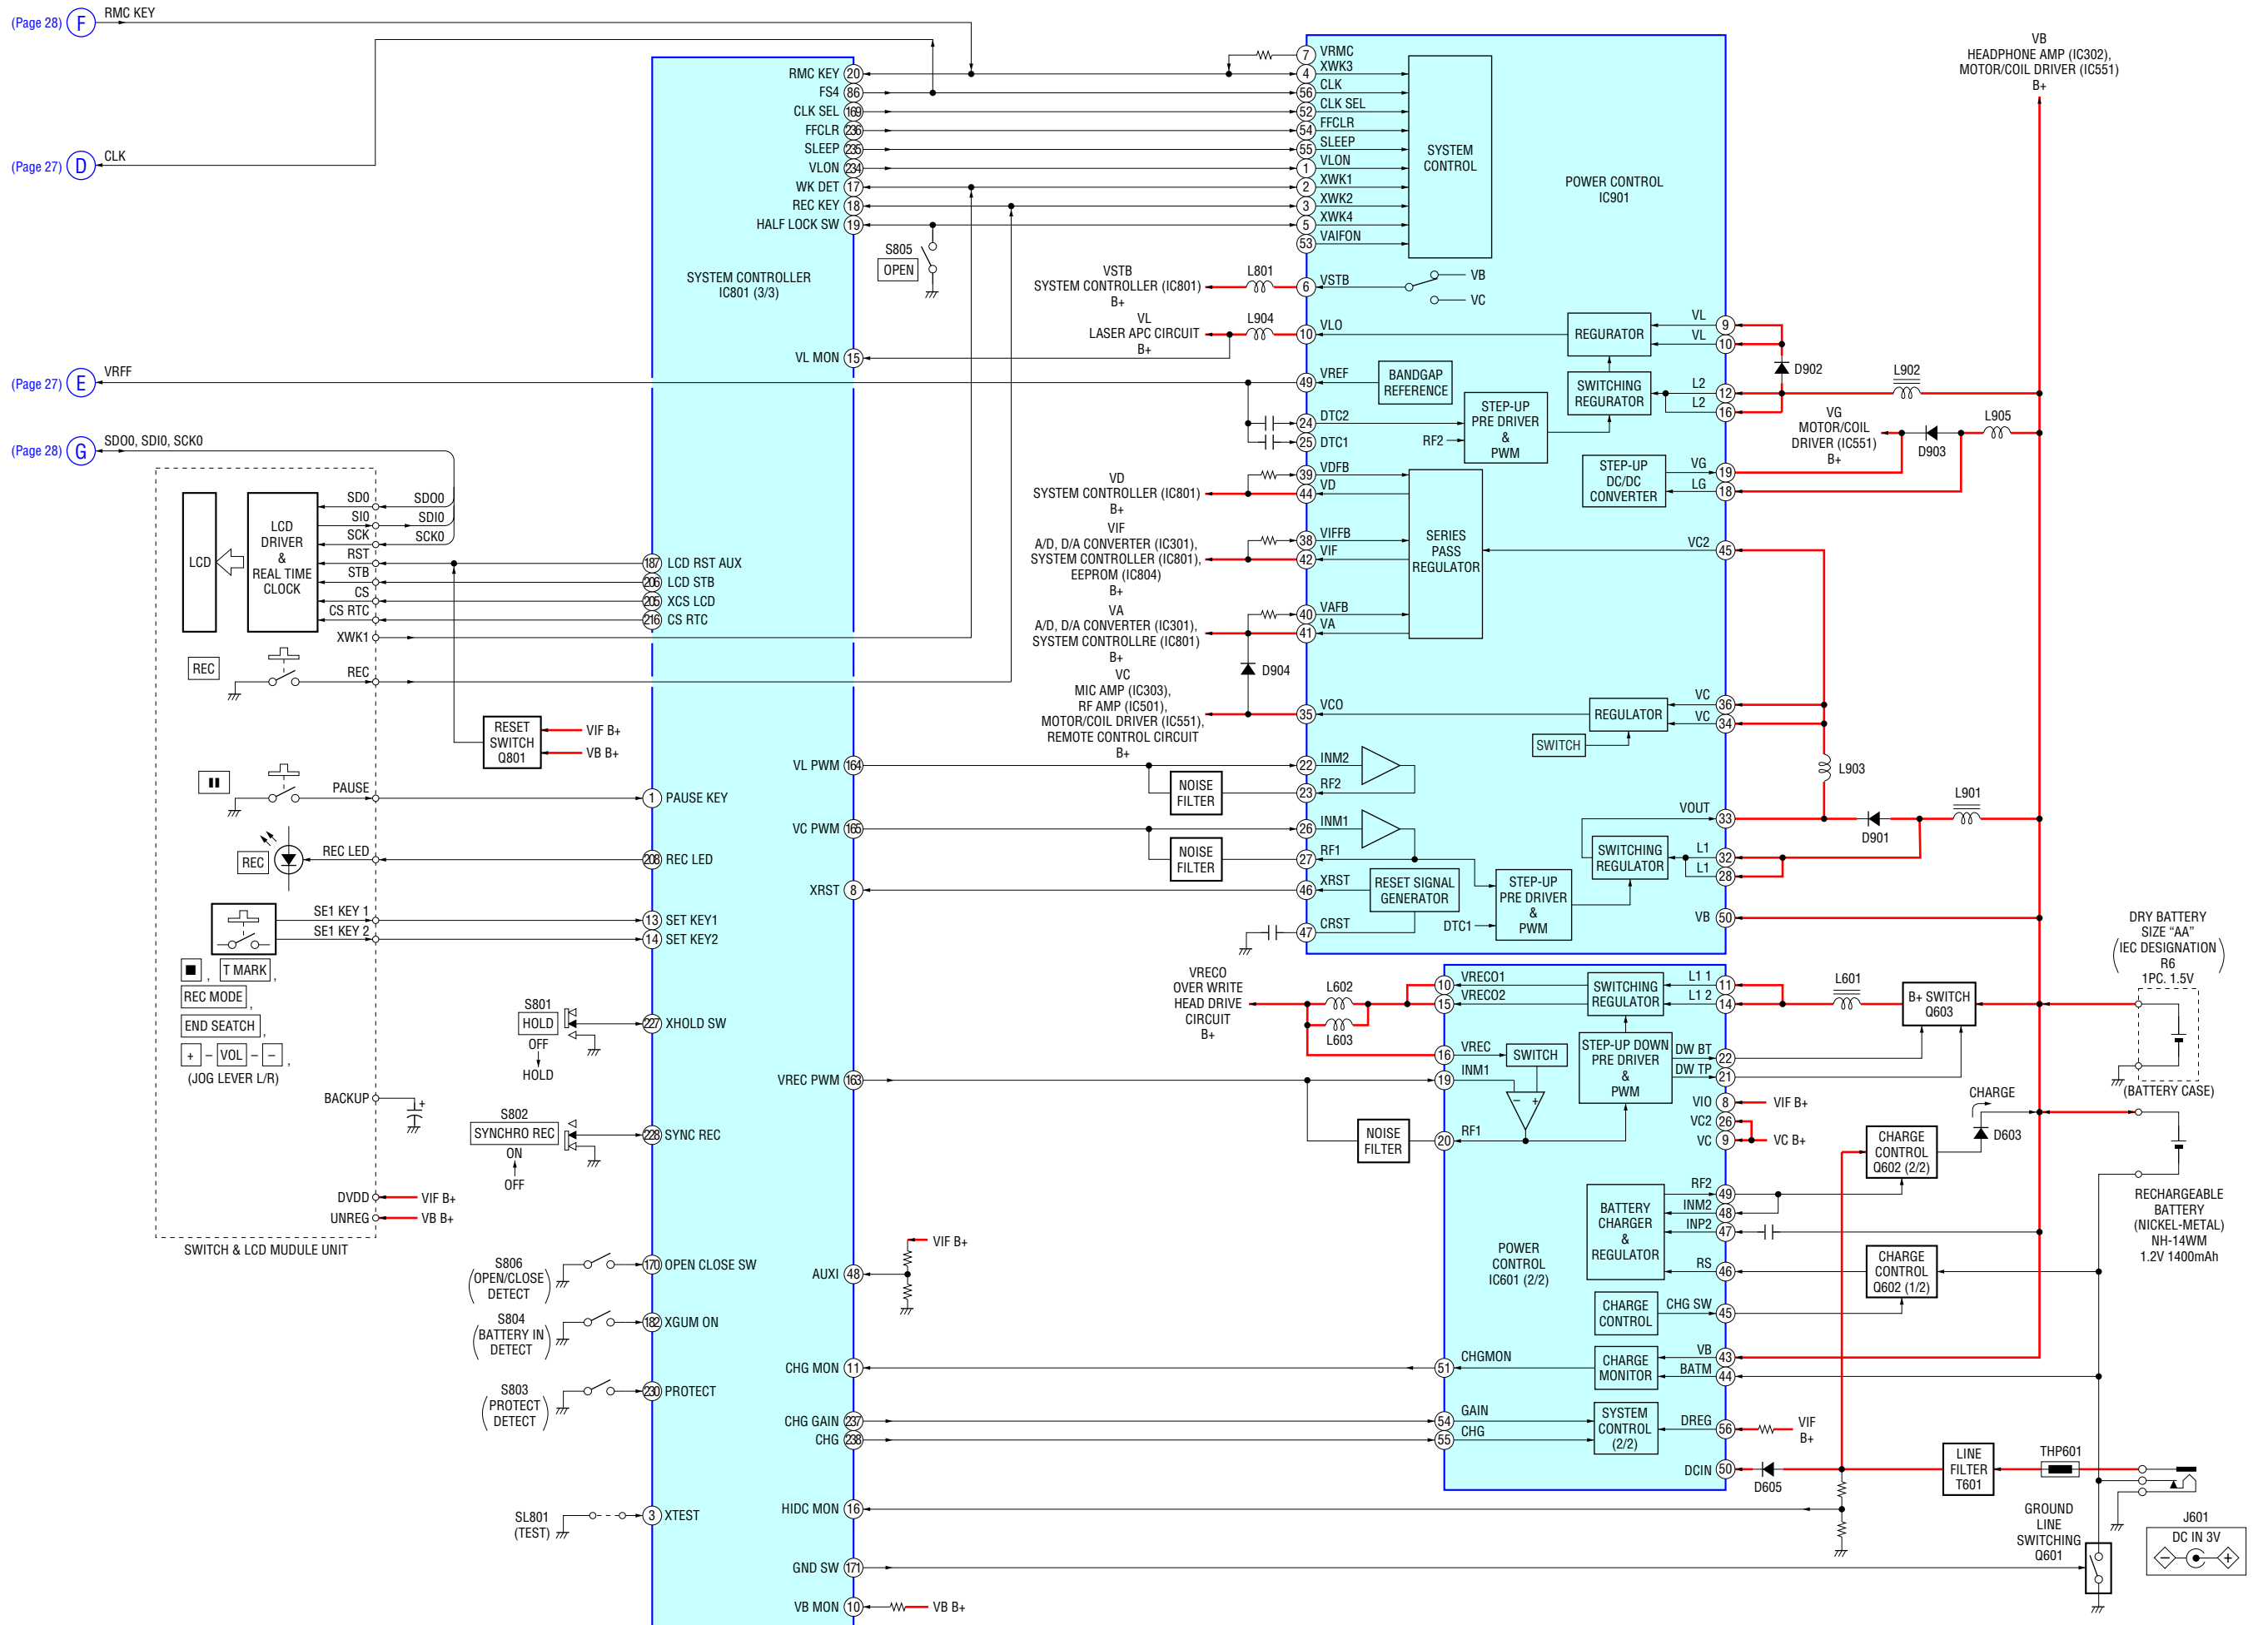 (Page 28) F RMC KEY
(Page 27) D CLK
(Page 27) E VRFF
(Page 28) G SDO0, SDI0, SCK0
SYSTEM CONTROLLER
IC801 (3/3)
RMC KEY 20
FS4 86
CLK SEL 169
FFCLR 236
SLEEP 235
VLON 234
WK DET 17
REC KEY 18
HALF LOCK SW 19
VL MON 15
S805
OPEN
7 VRMC
4 XWK3
56 CLK
52 CLK SEL
54 FFCLR
55 SLEEP
1 VLON
2 XWK1
3 XWK2
5 XWK4
53 VAIFON
SYSTEM
CONTROL
POWER CONTROL
IC901
VB
HEADPHONE AMP (IC302),
MOTOR/COIL DRIVER (IC551)
B+
VSTB
SYSTEM CONTROLLER (IC801)
B+
L801
6 VSTB
VB
VC
VL
LASER APC CIRCUIT
B+
L904
10 VLO
REGURATOR
VL 9
VL 10
D902
L902
49 VREF
BANDGAP
REFERENCE
SWITCHING
REGURATOR
L2 12
L2 16
24 DTC2
25 DTC1
RF2
STEP-UP
PRE DRIVER
&
PWM
VG
MOTOR/COIL
DRIVER (IC551)
B+
D903
L905
STEP-UP
DC/DC
CONVERTER
VG 19
LG 18
VD
SYSTEM CONTROLLER (IC801)
B+
39 VDFB
44 VD
VIF
A/D, D/A CONVERTER (IC301),
SYSTEM CONTROLLER (IC801),
EEPROM (IC804)
B+
38 VIFFB
42 VIF
SERIES
PASS
REGULATOR
VC2 45
VA
A/D, D/A CONVERTER (IC301),
SYSTEM CONTROLLRE (IC801)
B+
40 VAFB
41 VA
D904
VC
MIC AMP (IC303),
RF AMP (IC501),
MOTOR/COIL DRIVER (IC551),
REMOTE CONTROL CIRCUIT
B+
35 VCO
REGULATOR
SWITCH
VC 36
VC 34
L903
LCD
LCD
DRIVER
&
REAL TIME
CLOCK
SD0
SI0
SCK
RST
STB
CS
CS RTC
XWK1
SDO0
SDI0
SCK0
187 LCD RST AUX
206 LCD STB
205 XCS LCD
216 CS RTC
REC
REC
RESET
SWITCH
Q801
VIF B+
VB B+
PAUSE
1 PAUSE KEY
REC
REC LED
208 REC LED
SE1 KEY 1
SE1 KEY 2
13 SET KEY1
14 SET KEY2
, T MARK ,
REC MODE ,
END SEATCH ,
+ – VOL – – ,
(JOG LEVER L/R)
BACKUP
+
DVDD
UNREG
VIF B+
VB B+
SWITCH & LCD MUDULE UNIT
S801
HOLD
OFF
HOLD
227 XHOLD SW
S802
SYNCHRO REC
ON
OFF
228 SYNC REC
S806
(OPEN/CLOSE
DETECT)
170 OPEN CLOSE SW
S804
(BATTERY IN
DETECT)
182 XGUM ON
S803
(PROTECT
DETECT)
230 PROTECT
SL801
(TEST)
3 XTEST
VL PWM 164
NOISE
FILTER
22 INM2
23 RF2
VC PWM 165
NOISE
FILTER
26 INM1
27 RF1
XRST 8
46 XRST
47 CRST
RESET SIGNAL
GENERATOR
DTC1
STEP-UP
PRE DRIVER
&
PWM
SWITCHING
REGULATOR
VOUT 33
L1 32
L1 28
VB 50
D901
L901
VRECO
OVER WRITE
HEAD DRIVE
CIRCUIT
B+
L602
L603
10 VRECO1
15 VRECO2
16 VREC
19 INM1
20 RF1
SWITCH
– +
SWITCHING
REGULATOR
STEP-UP DOWN
PRE DRIVER
&
PWM
L1 1 11
L1 2 14
DW BT 22
DW TP 21
VIO 8 VIF B+
VC2 26
VC 9 VC B+
L601
B+ SWITCH
Q603
DRY BATTERY
SIZE “AA”
(IEC DESIGNATION)
R6
1PC. 1.5V
(BATTERY CASE)
VREC PWM 163
NOISE
FILTER
CHARGE
D603
CHARGE
CONTROL
Q602 (2/2)
RECHARGEABLE
BATTERY
(NICKEL-METAL)
NH-14WM
1.2V 1400mAh
POWER
CONTROL
IC601 (2/2)
BATTERY
CHARGER
&
REGULATOR
RF2 49
INM2 48
INP2 47
RS 46
CHARGE
CONTROL
Q602 (1/2)
CHARGE
CONTROL
CHG SW 45
AUXI 48
VIF B+
CHG MON 11
51 CHGMON
CHARGE
MONITOR
VB 43
BATM 44
CHG GAIN 237
CHG 238
54 GAIN
55 CHG
SYSTEM
CONTROL
(2/2)
DREG 56
VIF
B+
DCIN 50
D605
LINE
FILTER
T601
THP601
HIDC MON 16
GND SW 171
VB MON 10
VB B+
GROUND
LINE
SWITCHING
Q601
J601
DC IN 3V
– +